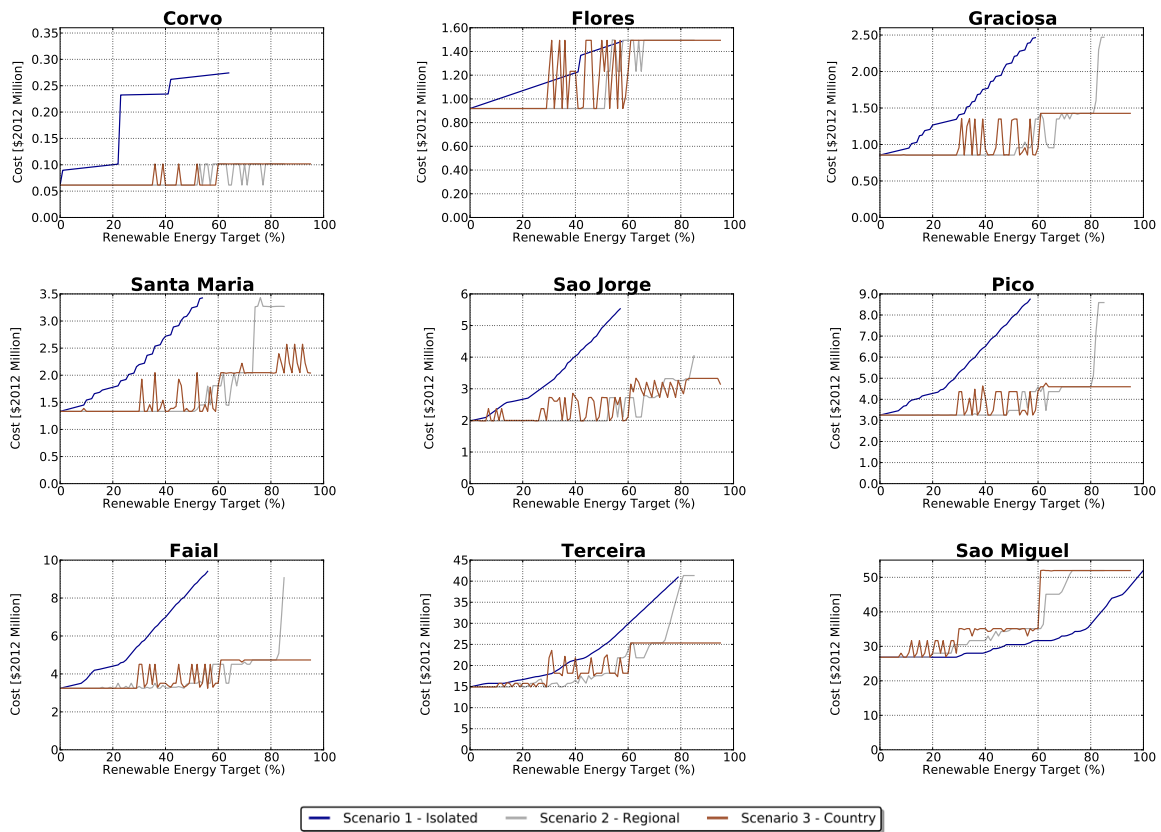 Corvo
Cost [$2012 Million]
0.35
0.30
0.25
0.20
0.15
0.10
0.05
0.00
0 20 40 60 80 100
Renewable Energy Target (%)
Flores
Cost [$2012 Million]
1.60
1.40
1.20
1.00
0.80
0.60
0.40
0.20
0.00
0 20 40 60 80 100
Renewable Energy Target (%)
Graciosa
Cost [$2012 Million]
2.50
2.00
1.50
1.00
0.50
0.00
0 20 40 60 80 100
Renewable Energy Target (%)
Santa Maria
Cost [$2012 Million]
3.5
3.0
2.5
2.0
1.5
1.0
0.5
0.0
0 20 40 60 80 100
Renewable Energy Target (%)
Sao Jorge
Cost [$2012 Million]
6
5
4
3
2
1
0
0 20 40 60 80 100
Renewable Energy Target (%)
Pico
Cost [$2012 Million]
9.0
8.0
7.0
6.0
5.0
4.0
3.0
2.0
1.0
0.0
0 20 40 60 80 100
Renewable Energy Target (%)
Faial
Cost [$2012 Million]
10
8
6
4
2
0
0 20 40 60 80 100
Renewable Energy Target (%)
Terceira
Cost [$2012 Million]
45
40
35
30
25
20
15
10
5
0
0 20 40 60 80 100
Renewable Energy Target (%)
Sao Miguel
Cost [$2012 Million]
50
40
30
20
10
0
0 20 40 60 80 100
Renewable Energy Target (%)
Scenario 1 - Isolated Scenario 2 - Regional Scenario 3 - Country